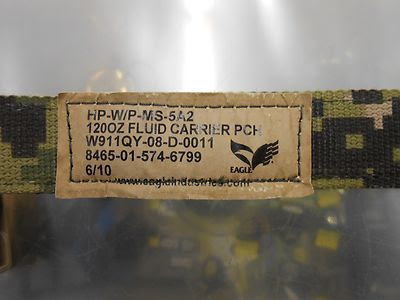 HP-W/P-MS-5A2
120OZ FLUID CARRIER PCH
W911QY-08-D-0011
8465-01-574-6799
6/10
EAGLE
www.eagleindustries.com